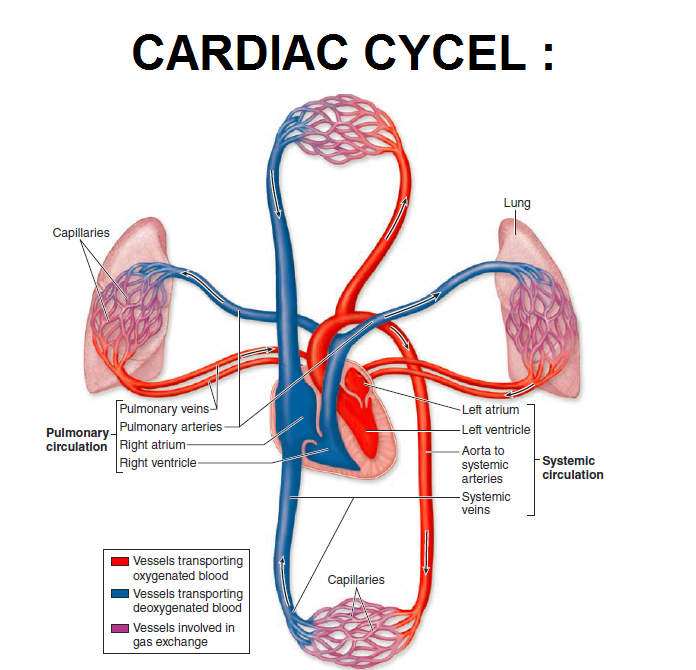 CARDIAC CYCEL :
Lung
Capillaries
Pulmonary veins
Pulmonary arteries
Pulmonary
circulation
Right atrium
Right ventricle
Left atrium
Left ventricle
Aorta to
systemic
arteries
Systemic
circulation
Systemic
veins
Vessels transporting
oxygenated blood
Vessels transporting
deoxygenated blood
Vessels involved in
gas exchange
Capillaries